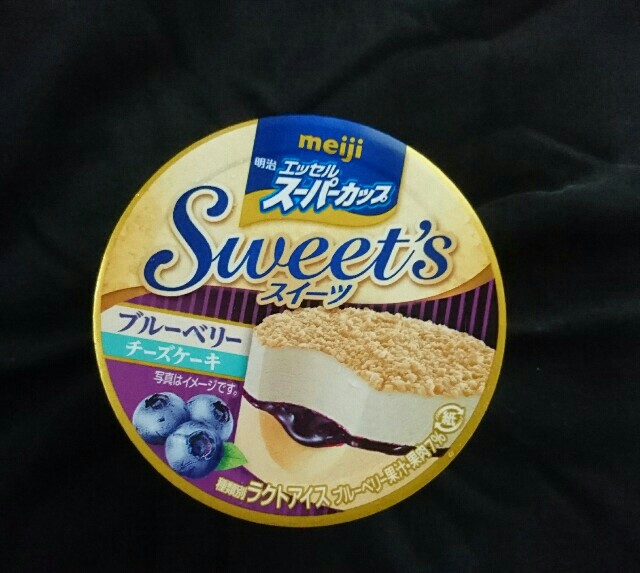 meiji
明治 エッセル
スーパーカップ
Sweet's
スイーツ
ブルーベリー
チーズケーキ
写真はイメージです。
紙
種類別 ラクトアイス ブルーベリー果汁・果肉7%